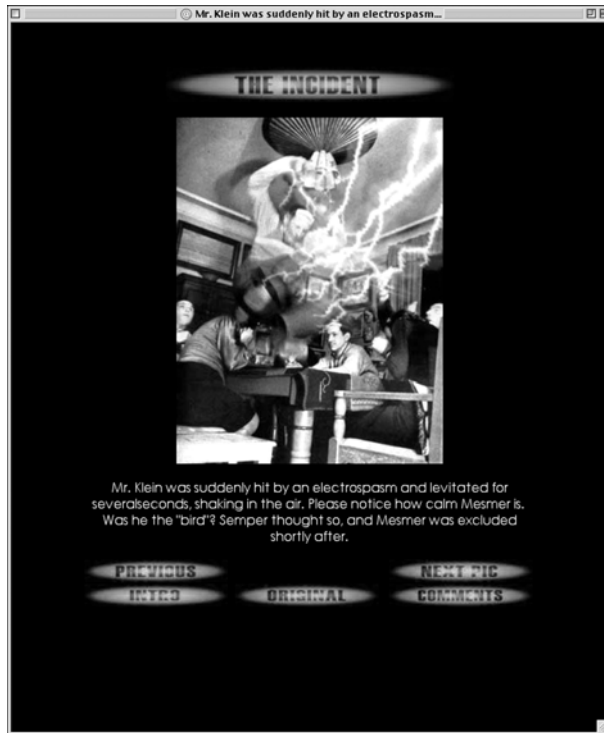 Mr. Klein was suddenly hit by an electrospasm...
THE INCIDENT
Mr. Klein was suddenly hit by an electrospasm and levitated for
severalseconds, shaking in the air. Please notice how calm Mesmer is.
Was he the "bird"? Semper thought so, and Mesmer was excluded
shortly after.
PREVIOUS NEXT PIC
INTRO ORIGINAL COMMENTS